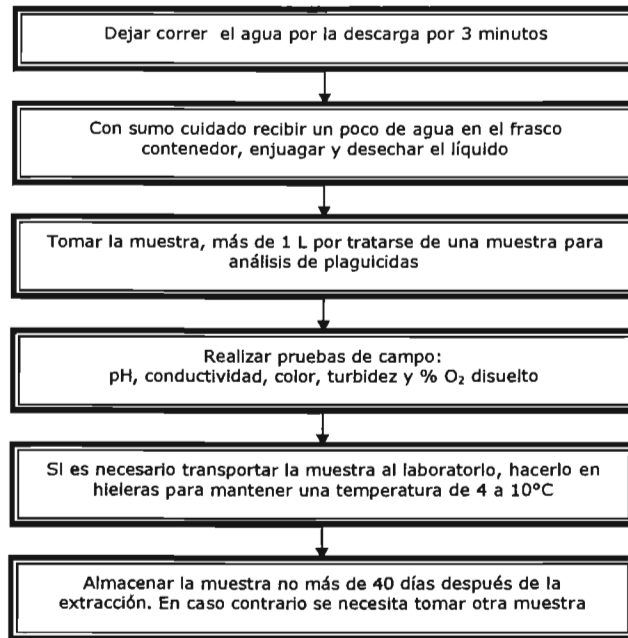 Dejar correr el agua por la descarga por 3 minutos
Con sumo cuidado recibir un poco de agua en el frasco
contenedor, enjuagar y desechar el líquido
Tomar la muestra, más de 1 L por tratarse de una muestra para
análisis de plaguicidas
Realizar pruebas de campo:
pH, conductividad, color, turbidez y % O₂ disuelto
Si es necesario transportar la muestra al laboratorio, hacerlo en
hieleras para mantener una temperatura de 4 a 10°C
Almacenar la muestra no más de 40 días después de la
extracción. En caso contrario se necesita tomar otra muestra